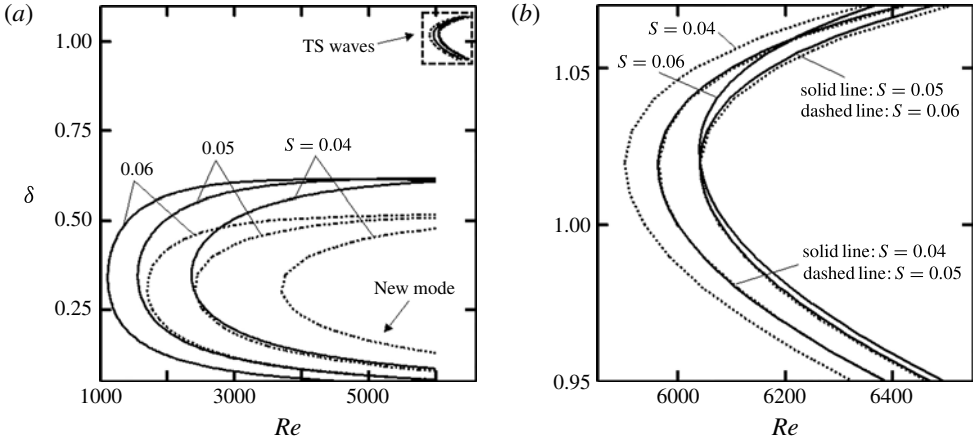 (a)
1.00
0.75
0.50
0.25
δ
1000
3000
5000
Re
TS waves
0.06
0.05
S = 0.04
New mode
(b)
1.05
1.00
0.95
6000
6200
6400
Re
S = 0.04
S = 0.06
solid line: S = 0.05
dashed line: S = 0.06
solid line: S = 0.04
dashed line: S = 0.05